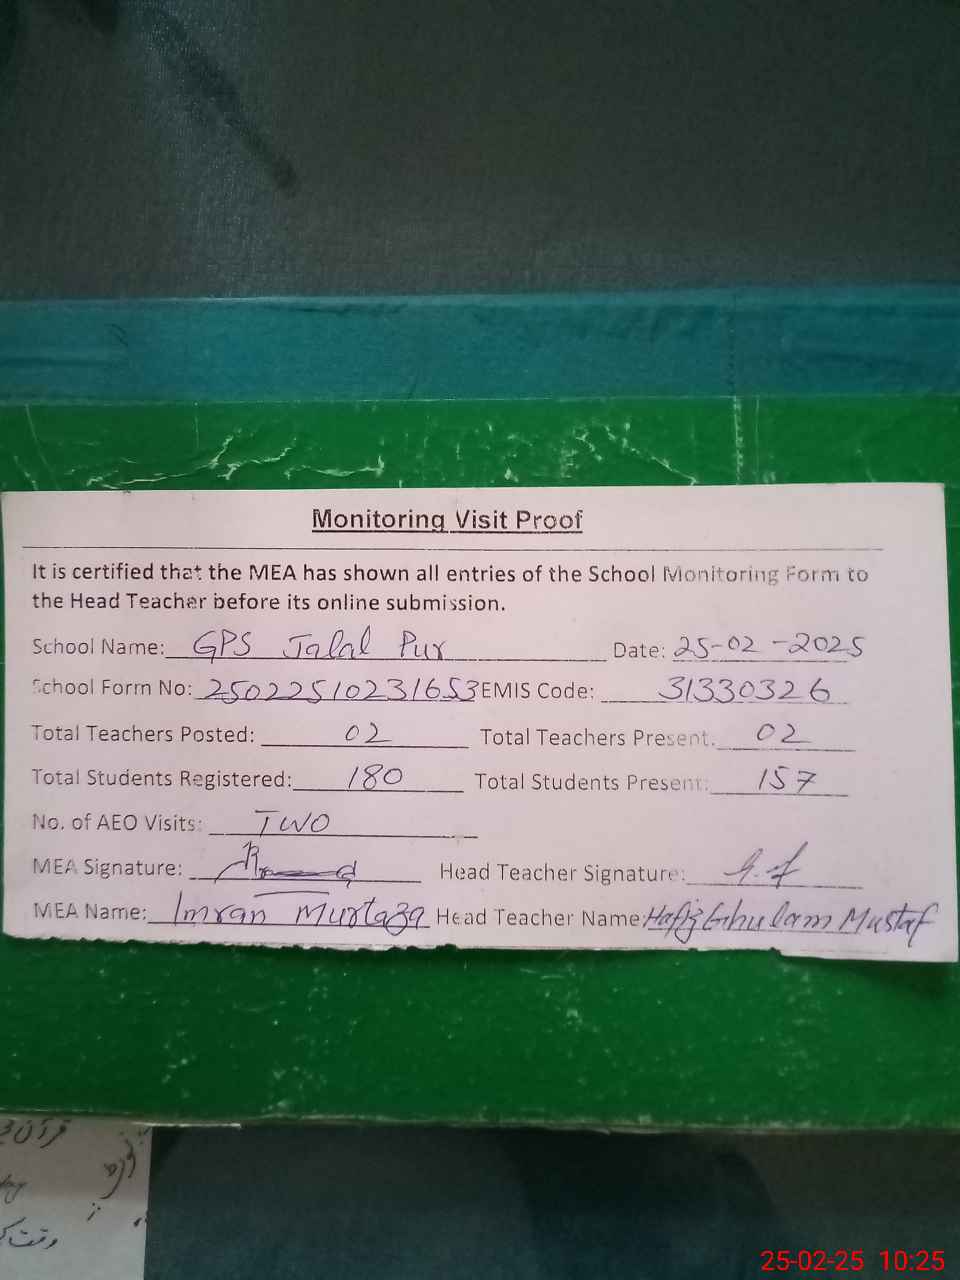 Monitoring Visit Proof
It is certified that the MEA has shown all entries of the School Monitoring Form to
the Head Teacher before its online submission.
School Name: GPS Jalal Pur Date: 25-02-2025
School Form No: 25022510231653 EMIS Code: 31330326
Total Teachers Posted: 02 Total Teachers Present: 02
Total Students Registered: 180 Total Students Present: 157
No. of AEO Visits: TWO
MEA Signature: Head Teacher Signature:
MEA Name: Imran Murtaza Head Teacher Name: Hafiz Ghulam Mustaf
قرآن
وقت
25-02-25 10:25